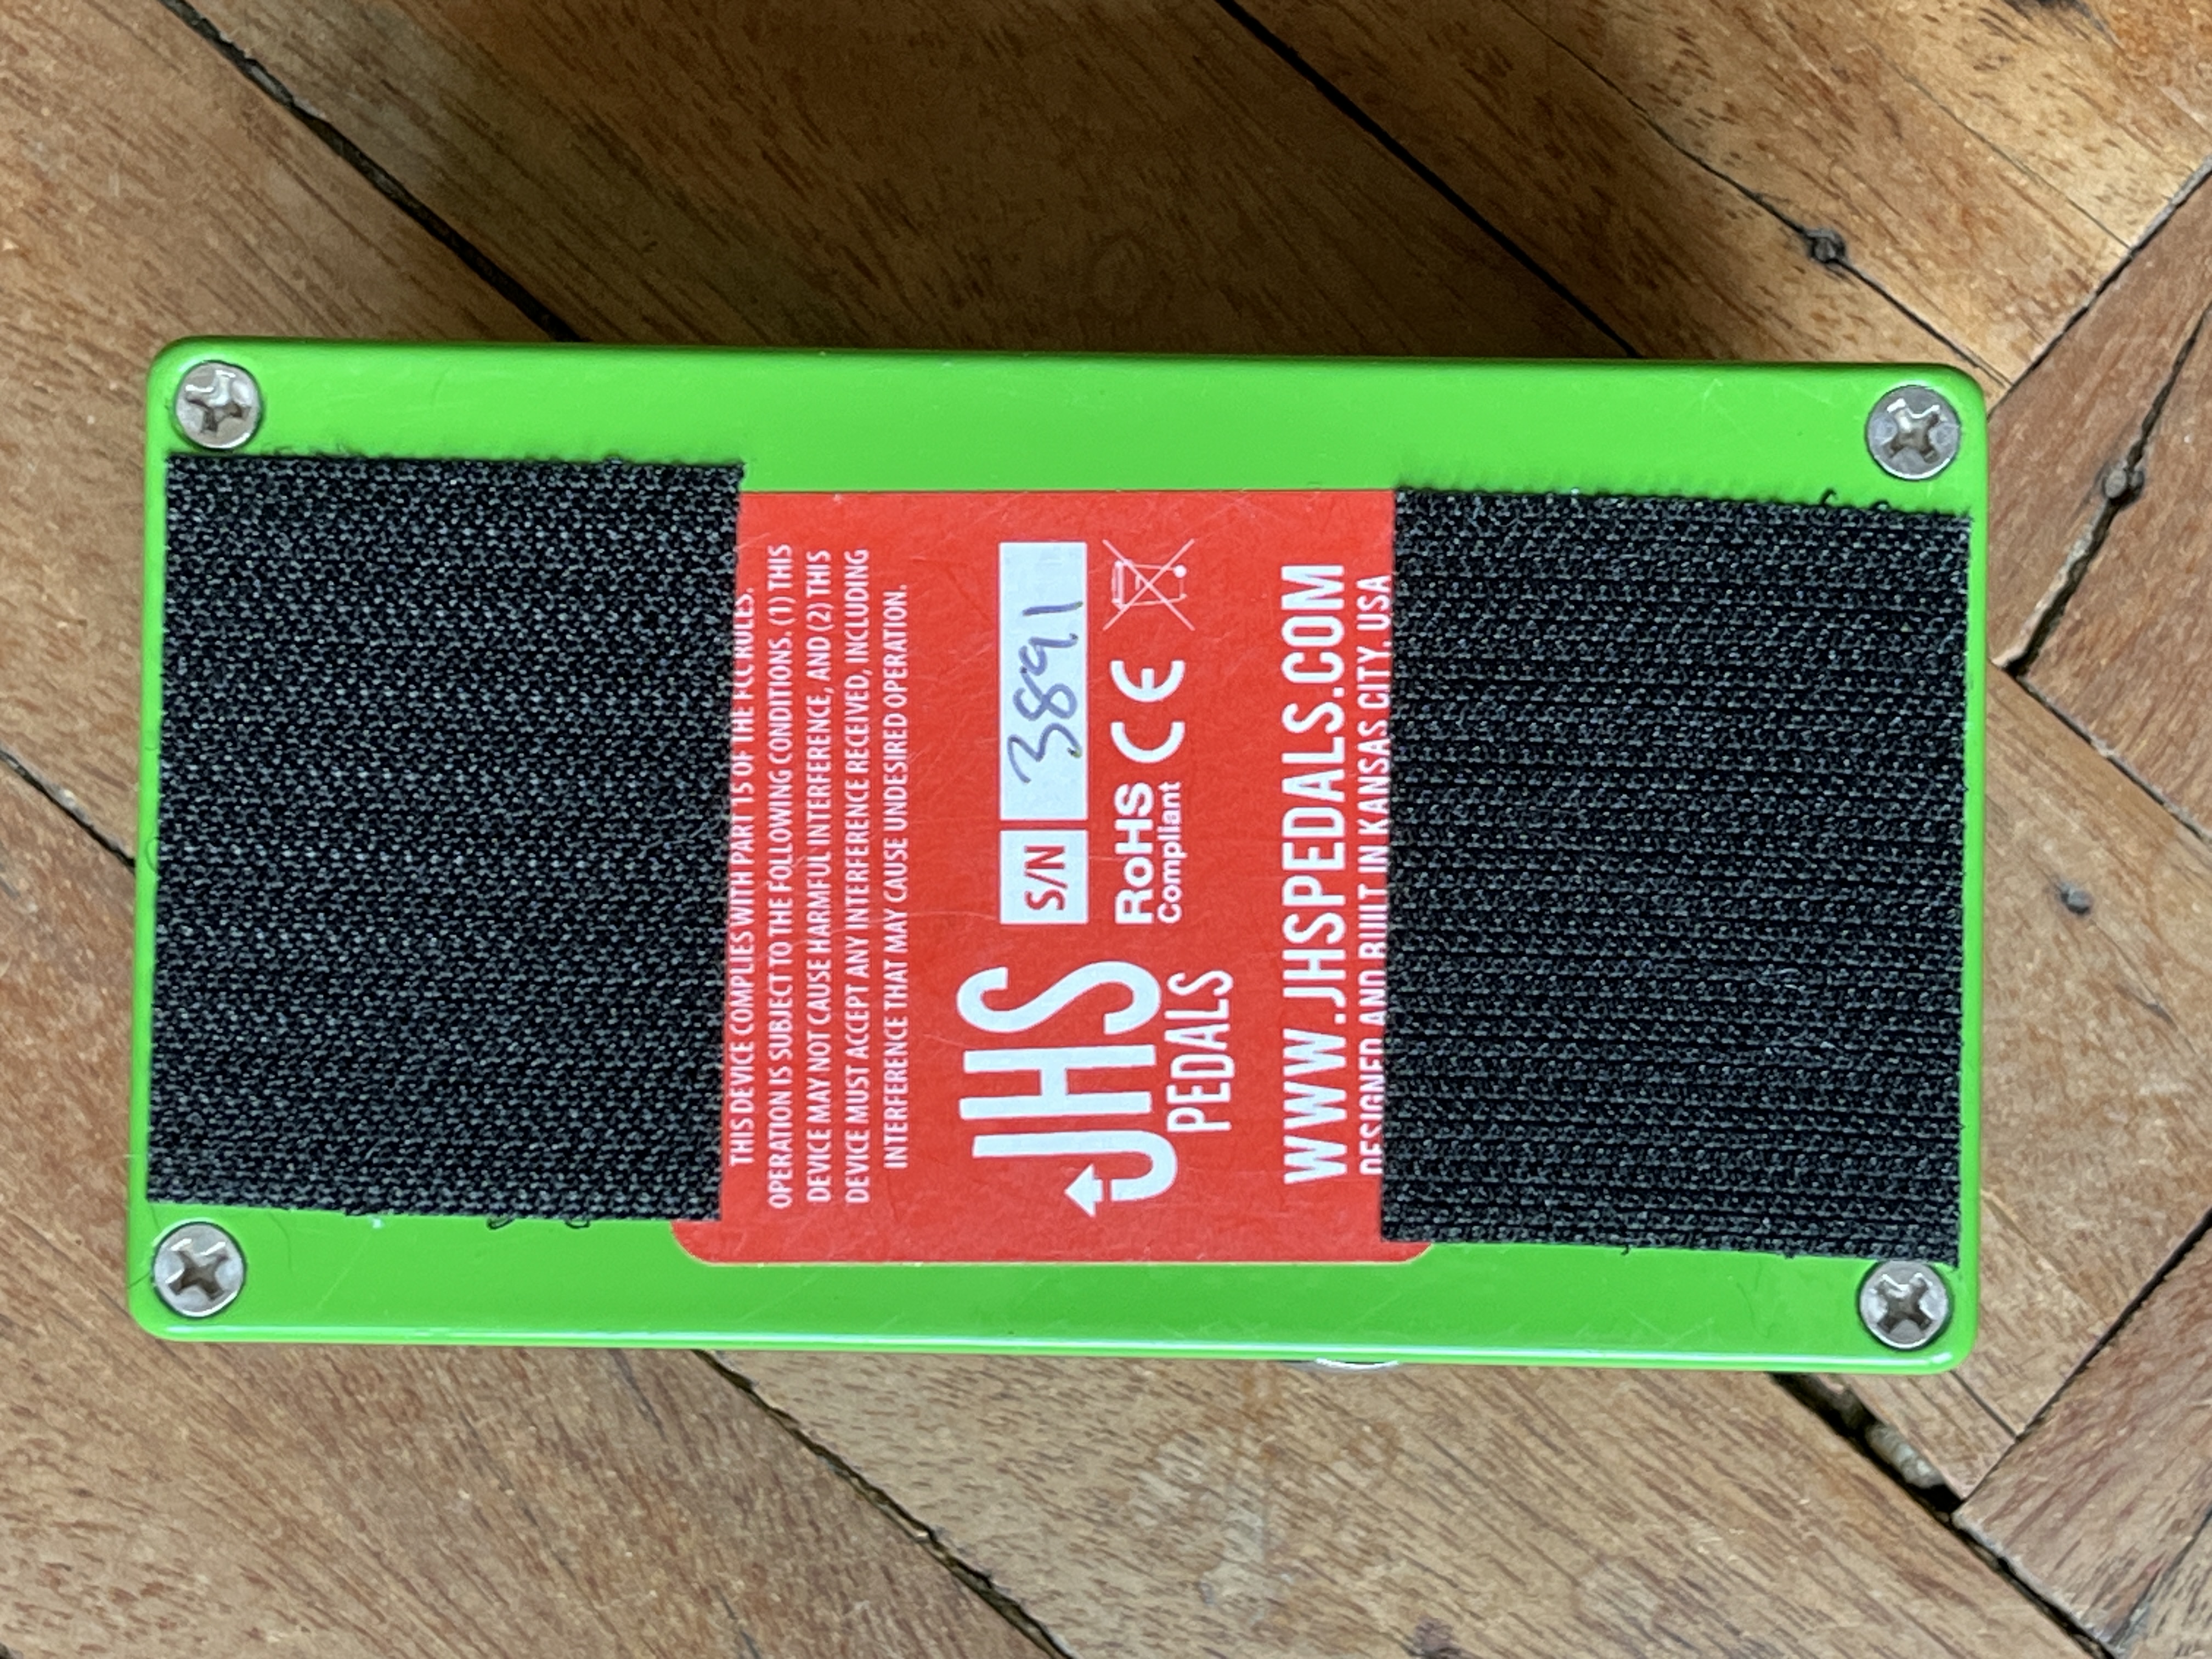 THIS DEVICE COMPLIES WITH PART 15 OF THE FCC RULES.
OPERATION IS SUBJECT TO THE FOLLOWING CONDITIONS. (1) THIS
DEVICE MAY NOT CAUSE HARMFUL INTERFERENCE, AND (2) THIS
DEVICE MUST ACCEPT ANY INTERFERENCE RECEIVED, INCLUDING
INTERFERENCE THAT MAY CAUSE UNDESIRED OPERATION.
JHS
PEDALS
S/N 3891
RoHS
Compliant
CE
WWW.JHSPEDALS.COM
DESIGNED AND BUILT IN KANSAS CITY, USA